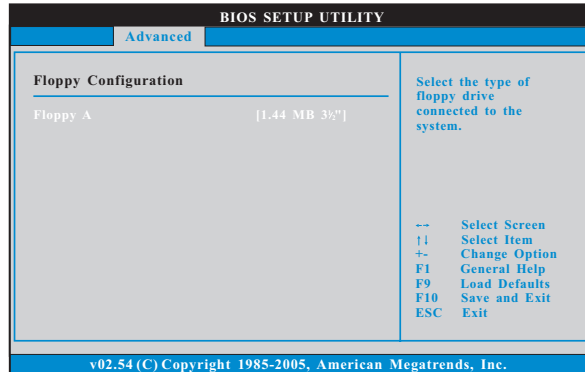 BIOS SETUP UTILITY
Advanced
Floppy Configuration
Floppy A [1.44 MB 3½"]
Select the type of
floppy drive
connected to the
system.
←→ Select Screen
↑↓ Select Item
+- Change Option
F1 General Help
F9 Load Defaults
F10 Save and Exit
ESC Exit
v02.54 (C) Copyright 1985-2005, American Megatrends, Inc.